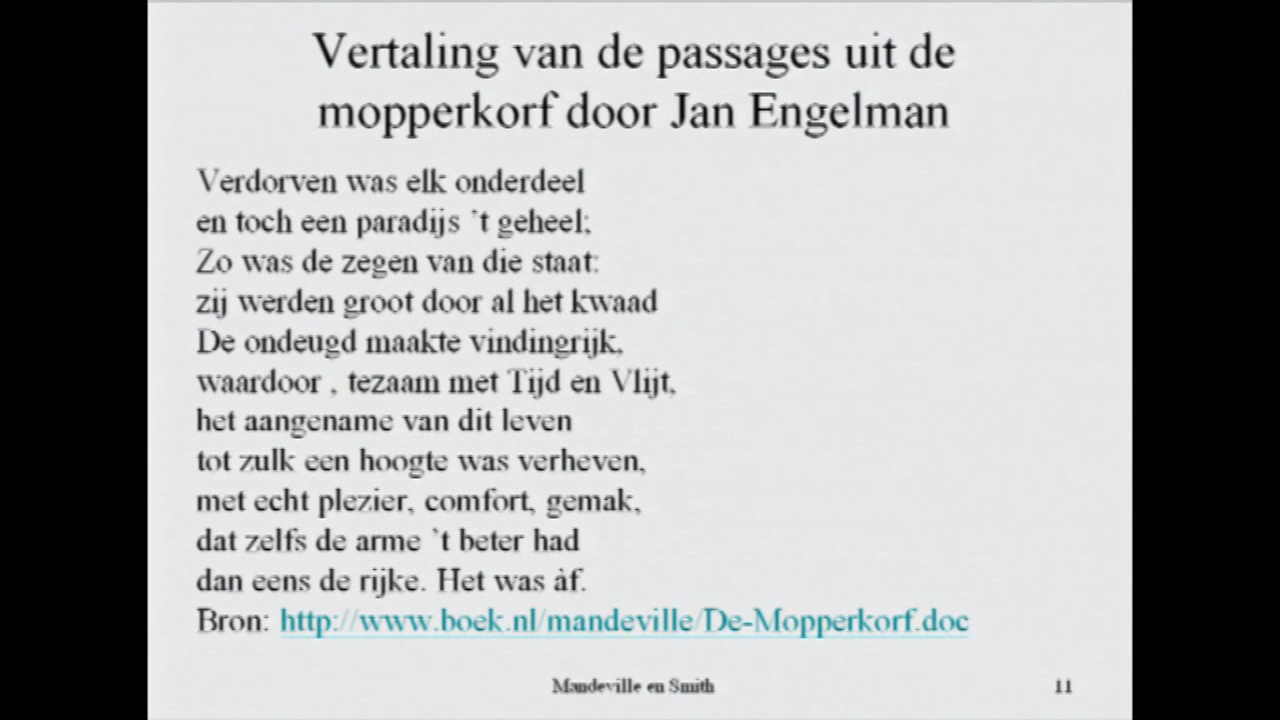 Vertaling van de passages uit de
mopperkorf door Jan Engelman
Verdorven was elk onderdeel
en toch een paradijs ’t geheel;
Zo was de zegen van die staat:
zij werden groot door al het kwaad
De ondeugd maakte vindingrijk,
waardoor , tezaam met Tijd en Vlijt,
het aangename van dit leven
tot zulk een hoogte was verheven,
met echt plezier, comfort, gemak,
dat zelfs de arme ’t beter had
dan eens de rijke. Het was àf.
Bron: http://www.boek.nl/mandeville/De-Mopperkorf.doc
Mandeville en Smith
11